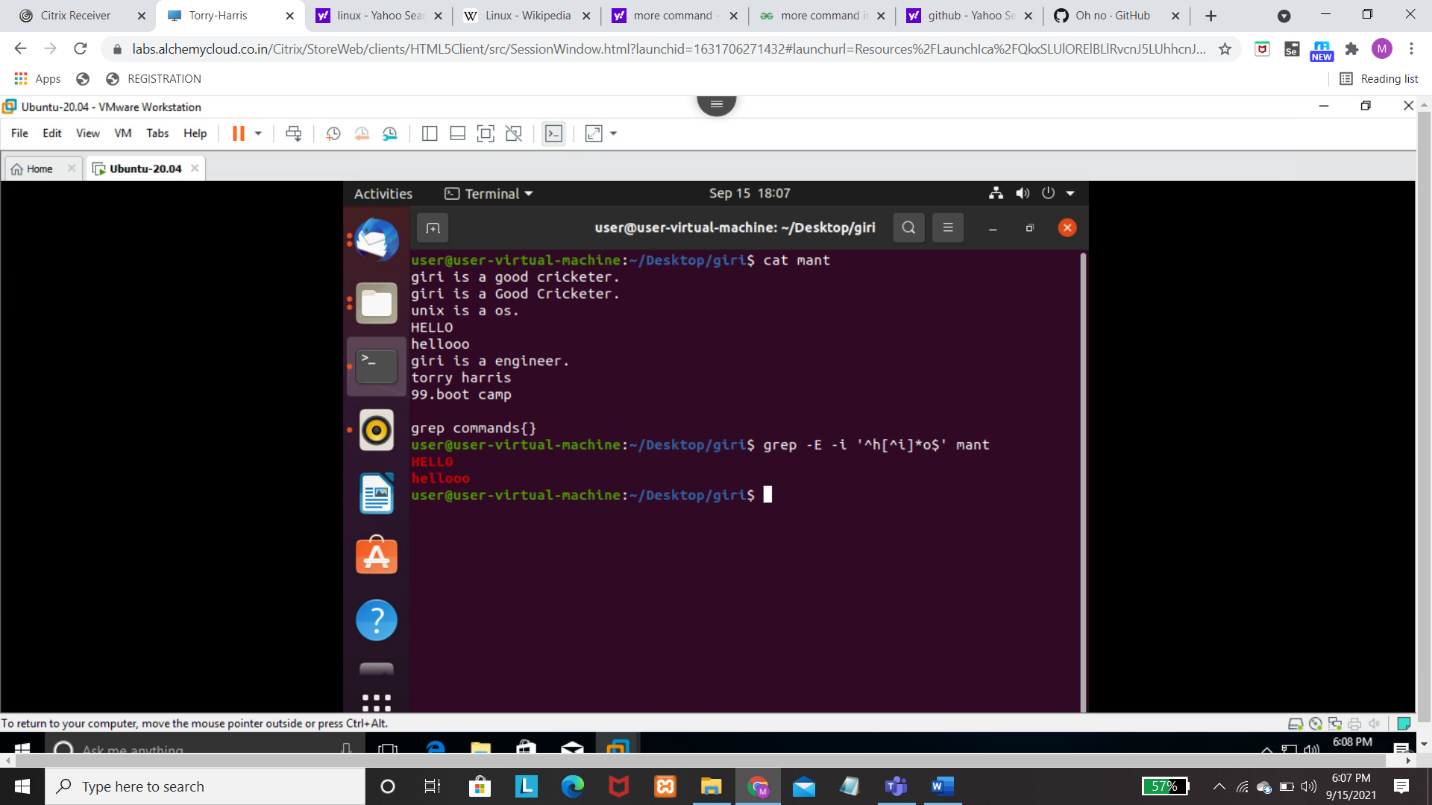 Citrix Receiver
Torry-Harris
linux - Yahoo Sear
Linux - Wikipedia
more command -
more command in
github - Yahoo Se
Oh no · GitHub
labs.alchemycloud.co.in/Citrix/StoreWeb/clients/HTML5Client/src/SessionWindow.html?launchid=1631706271432#launchurl=Resources%2FLaunchIca%2F
NEW
M
Apps
REGISTRATION
Reading list
Ubuntu-20.04 - VMware Workstation
File Edit View VM Tabs Help
Home
Ubuntu-20.04
Activities
Terminal
Sep 15 18:07
user@user-virtual-machine: ~/Desktop/giri
user@user-virtual-machine:~/Desktop/giri$ cat mant
giri is a good cricketer.
giri is a Good Cricketer.
unix is a os.
HELLO
hellooo
giri is a engineer.
torry harris
99.boot camp
grep commands{}
user@user-virtual-machine:~/Desktop/giri$ grep -E -i '^h[^i]*o$' mant
HELLO
hellooo
user@user-virtual-machine:~/Desktop/giri$
To return to your computer, move the mouse pointer outside or press Ctrl+Alt.
Ask me anything
6:08 PM
Type here to search
57%
6:07 PM
9/15/2021